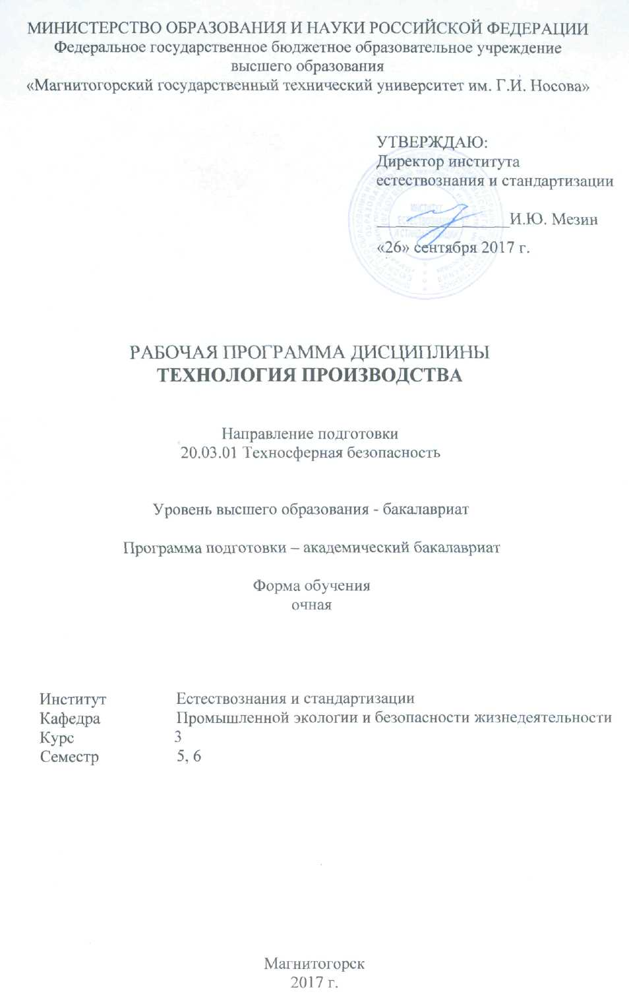 МИНИСТЕРСТВО ОБРАЗОВАНИЯ И НАУКИ РОССИЙСКОЙ ФЕДЕРАЦИИ
Федеральное государственное бюджетное образовательное учреждение
высшего образования
«Магнитогорский государственный технический университет им. Г.И. Носова»
УТВЕРЖДАЮ:
Директор института
естествознания и стандартизации
ИНСТИТУТ
ЕСТЕСТВОЗНАНИЯ
И СТАНДАРТИЗАЦИИ
________________И.Ю. Мезин
«26» сентября 2017 г.
РАБОЧАЯ ПРОГРАММА ДИСЦИПЛИНЫ
ТЕХНОЛОГИЯ ПРОИЗВОДСТВА
Направление подготовки
20.03.01 Техносферная безопасность
Уровень высшего образования - бакалавриат
Программа подготовки – академический бакалавриат
Форма обучения
очная
Институт Естествознания и стандартизации
Кафедра Промышленной экологии и безопасности жизнедеятельности
Курс 3
Семестр 5, 6
Магнитогорск
2017 г.